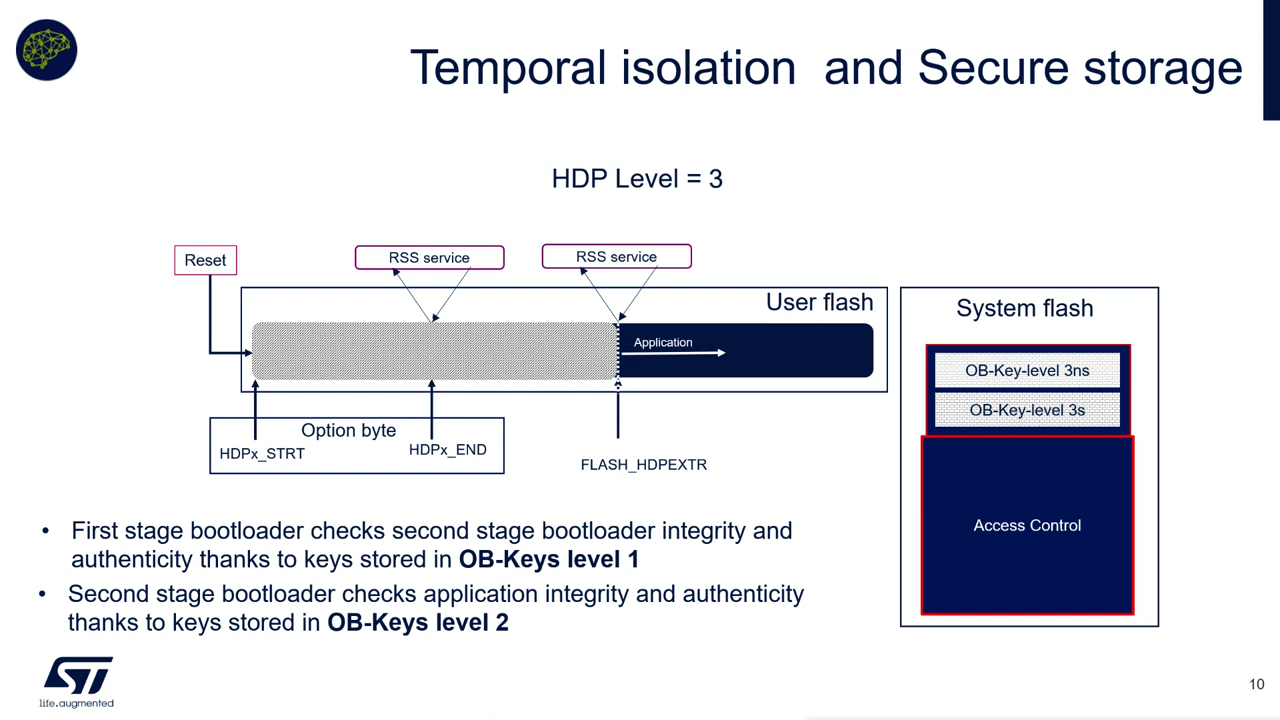 Temporal isolation and Secure storage
HDP Level = 3
Reset
RSS service
RSS service
User flash
Application
Option byte
HDPx_STRT
HDPx_END
FLASH_HDPEXTR
System flash
OB-Key-level 3ns
OB-Key-level 3s
Access Control
• First stage bootloader checks second stage bootloader integrity and
authenticity thanks to keys stored in OB-Keys level 1
• Second stage bootloader checks application integrity and authenticity
thanks to keys stored in OB-Keys level 2
ST
life.augmented
10